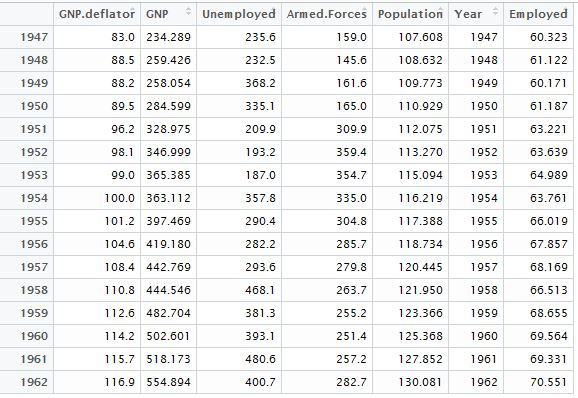 GNP.deflator GNP Unemployed Armed.Forces Population Year Employed
1947 83.0 234.289 235.6 159.0 107.608 1947 60.323
1948 88.5 259.426 232.5 145.6 108.632 1948 61.122
1949 88.2 258.054 368.2 161.6 109.773 1949 60.171
1950 89.5 284.599 335.1 165.0 110.929 1950 61.187
1951 96.2 328.975 209.9 309.9 112.075 1951 63.221
1952 98.1 346.999 193.2 359.4 113.270 1952 63.639
1953 99.0 365.385 187.0 354.7 115.094 1953 64.989
1954 100.0 363.112 357.8 335.0 116.219 1954 63.761
1955 101.2 397.469 290.4 304.8 117.388 1955 66.019
1956 104.6 419.180 282.2 285.7 118.734 1956 67.857
1957 108.4 442.769 293.6 279.8 120.445 1957 68.169
1958 110.8 444.546 468.1 263.7 121.950 1958 66.513
1959 112.6 482.704 381.3 255.2 123.366 1959 68.655
1960 114.2 502.601 393.1 251.4 125.368 1960 69.564
1961 115.7 518.173 480.6 257.2 127.852 1961 69.331
1962 116.9 554.894 400.7 282.7 130.081 1962 70.551